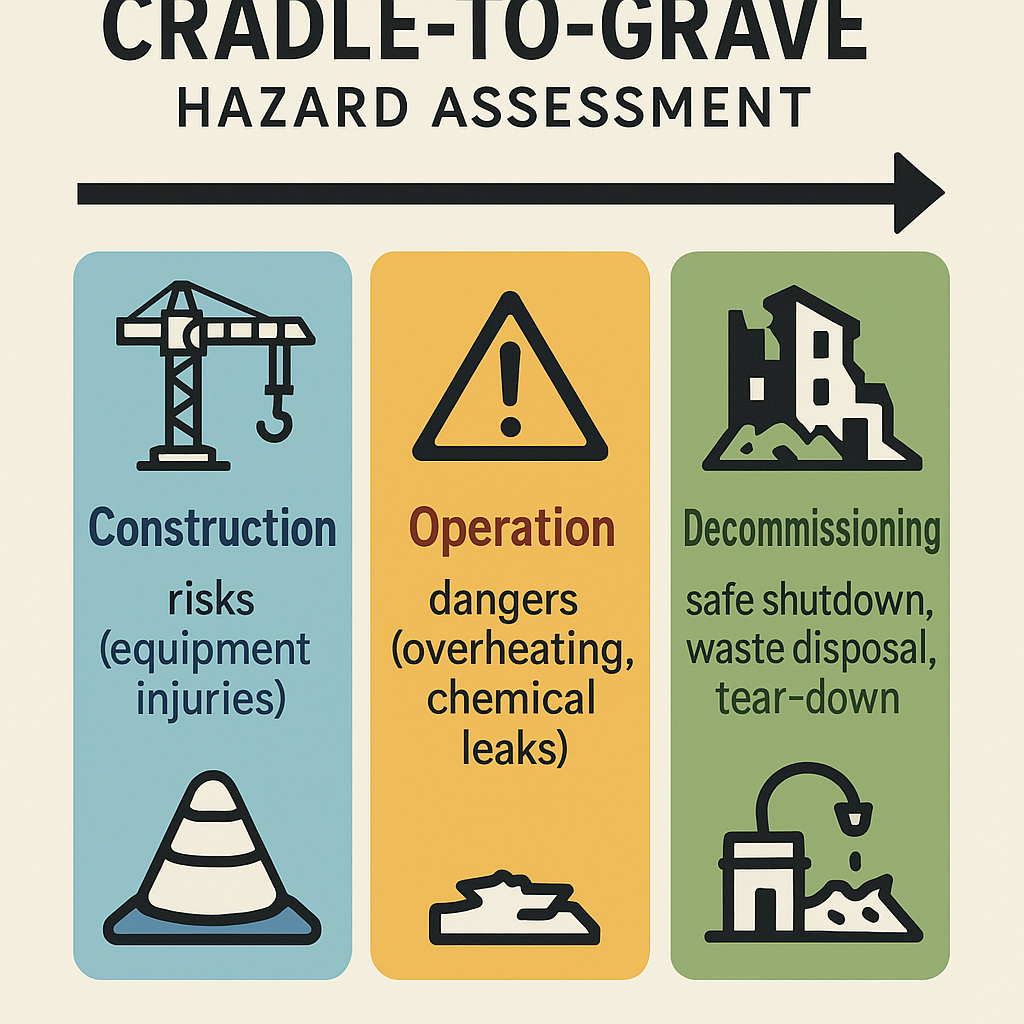 CRADLE-TO-GRAVE
HAZARD ASSESSMENT
Construction
risks
(equipment
injuries)
Operation
dangers
(overheating,
chemical
leaks)
Decommissioning
safe shutdown,
waste disposal,
tear-down